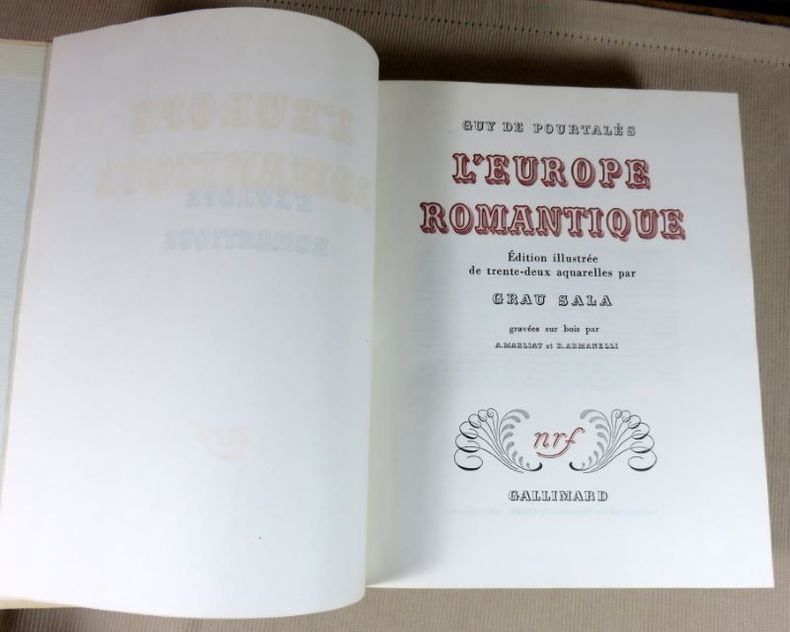 GUY DE POURTALÈS
L'EUROPE
ROMANTIQUE
Édition illustrée
de trente-deux aquarelles par
GRAU SALA
gravées sur bois par
A. MARLIAT et R. ARMANELLI
nrf
GALLIMARD